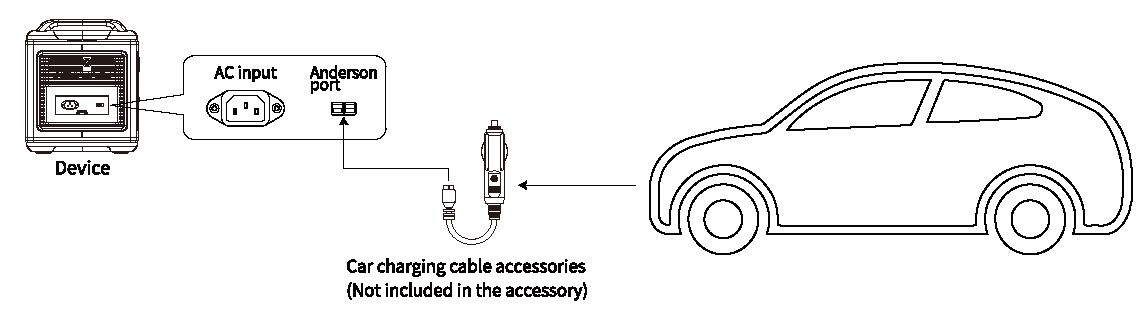 AC input
Anderson
port
Device
Car charging cable accessories
(Not included in the accessory)